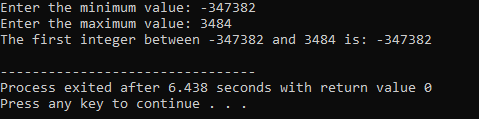 Enter the minimum value: -347382
Enter the maximum value: 3484
The first integer between -347382 and 3484 is: -347382
--------------------------------
Process exited after 6.438 seconds with return value 0
Press any key to continue . . .